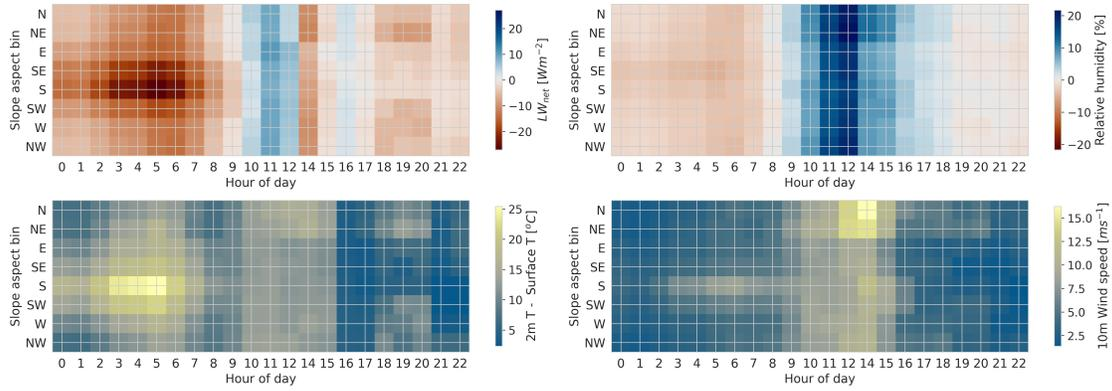 Slope aspect bin
N
NE
E
SE
S
SW
W
NW
0 1 2 3 4 5 6 7 8 9 10 11 12 13 14 15 16 17 18 19 20 21 22
Hour of day
20
10
0
−10
−20
LW_net [Wm⁻²]
Slope aspect bin
N
NE
E
SE
S
SW
W
NW
0 1 2 3 4 5 6 7 8 9 10 11 12 13 14 15 16 17 18 19 20 21 22
Hour of day
20
10
0
−10
−20
Relative humidity [%]
Slope aspect bin
N
NE
E
SE
S
SW
W
NW
0 1 2 3 4 5 6 7 8 9 10 11 12 13 14 15 16 17 18 19 20 21 22
Hour of day
25
20
15
10
5
2m T - Surface T [°C]
Slope aspect bin
N
NE
E
SE
S
SW
W
NW
0 1 2 3 4 5 6 7 8 9 10 11 12 13 14 15 16 17 18 19 20 21 22
Hour of day
15.0
12.5
10.0
7.5
5.0
2.5
10m Wind speed [ms⁻¹]